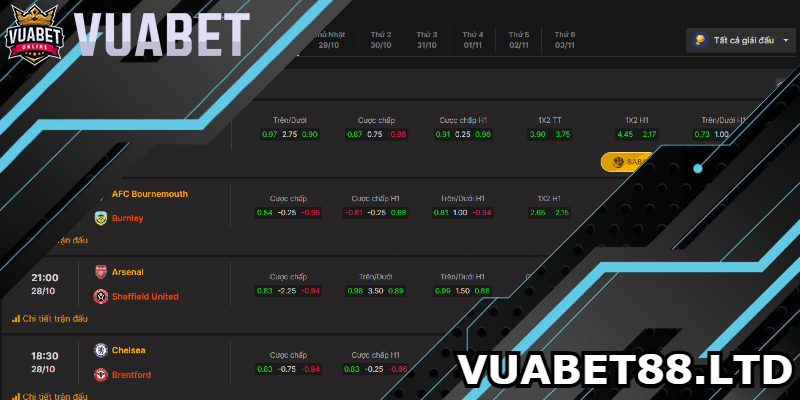 VUABET
ONLINE
VUABET
Nhật Thứ 2 Thứ 3 Thứ 4 Thứ 5 Thứ 6
29/10 30/10 31/10 01/11 02/11 03/11
Tất cả giải đấu
Trên/Dưới Cược chấp Cược chấp H1 1X2 TT 1X2 H1 Trên/Dưới H1
0.97 2.75 0.90 0.87 0.75 -0.98 0.91 0.25 0.96 3.90 3.75 4.45 2.17 0.73 1.00
AFC Bournemouth
Burnley
Cược chấp Cược chấp H1 Trên/Dưới H1 1X2 H1
0.84 -0.25 -0.95 -0.81 -0.25 0.68 0.81 1.00 -0.94 2.65 2.15
trận đấu
21:00
28/10
Arsenal
Sheffield United
Cược chấp Trên/Dưới Trên/Dưới H1
0.83 -2.25 -0.94 0.98 3.50 0.89 0.99 1.50 0.88
Chi tiết trận đấu
18:30
28/10
Chelsea
Brentford
Cược chấp Cược chấp H1
0.83 -0.75 -0.94 0.83 -0.25 -0.96
Chi tiết trận đấu
VUABET88.LTD